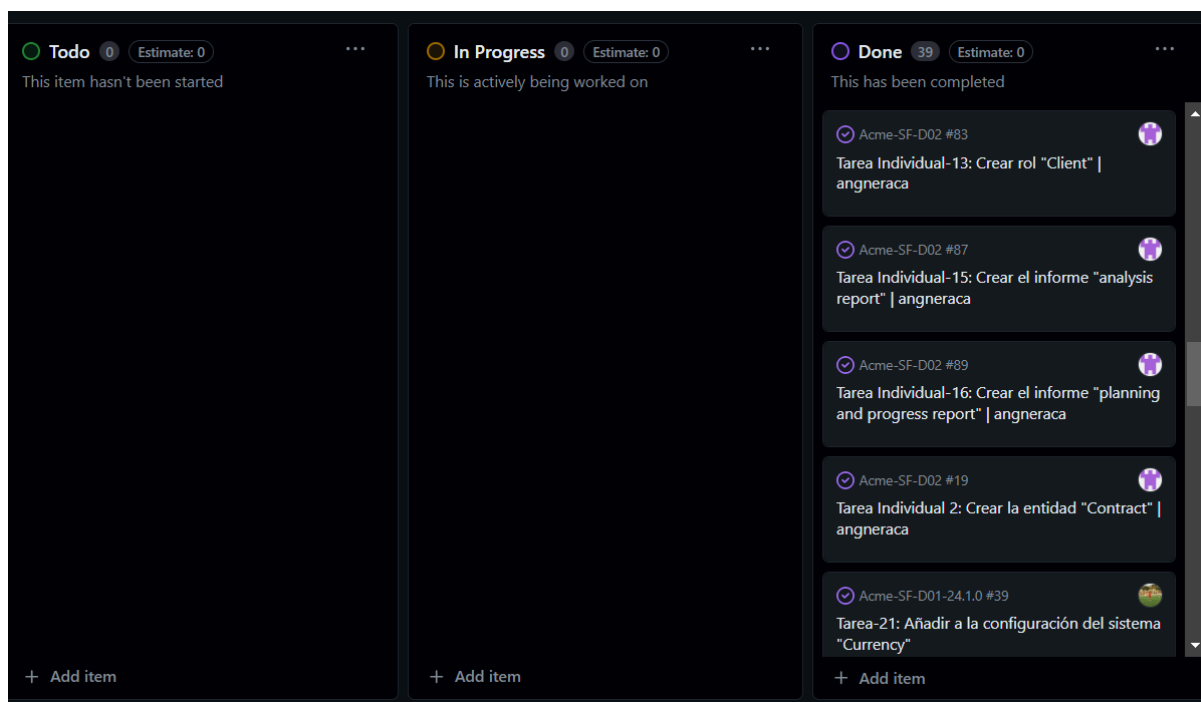 Todo 0 Estimate: 0
This item hasn't been started
+ Add item
In Progress 0 Estimate: 0
This is actively being worked on
+ Add item
Done 39 Estimate: 0
This has been completed
Acme-SF-D02 #83
Tarea Individual-13: Crear rol "Client" |
angneraca
Acme-SF-D02 #87
Tarea Individual-15: Crear el informe "analysis
report" | angneraca
Acme-SF-D02 #89
Tarea Individual-16: Crear el informe "planning
and progress report" | angneraca
Acme-SF-D02 #19
Tarea Individual 2: Crear la entidad "Contract" |
angneraca
Acme-SF-D01-24.1.0 #39
Tarea-21: Añadir a la configuración del sistema
"Currency"
+ Add item